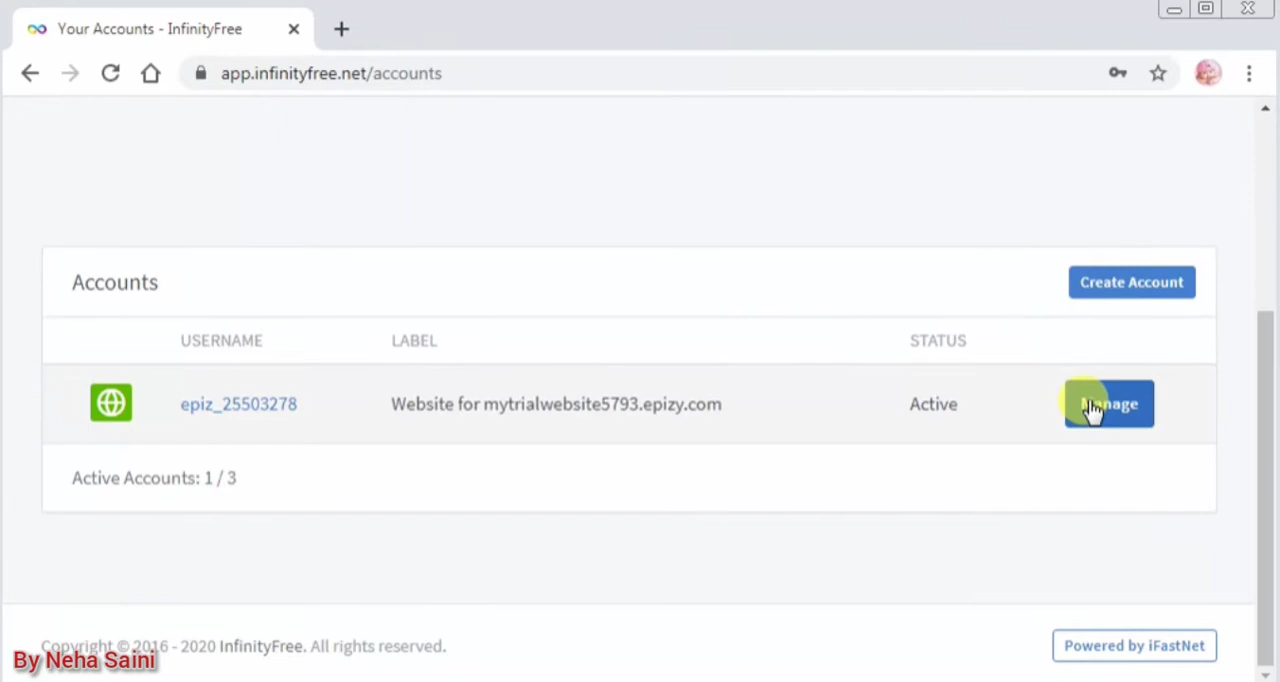 Your Accounts - InfinityFree
app.infinityfree.net/accounts
Accounts
Create Account
USERNAME LABEL STATUS
epiz_25503278 Website for mytrialwebsite5793.epizy.com Active Manage
Active Accounts: 1 / 3
Copyright © 2016 - 2020 InfinityFree. All rights reserved.
Powered by iFastNet
By Neha Saini